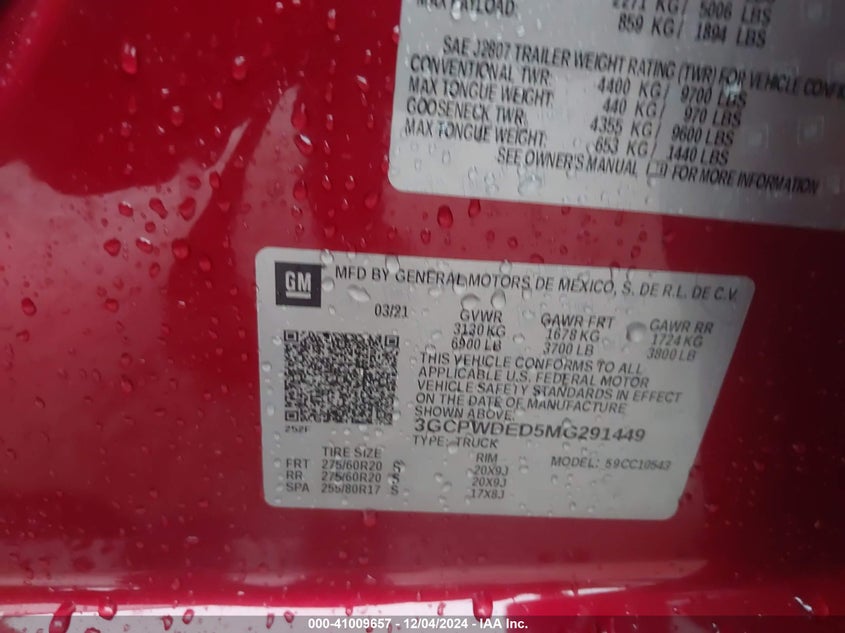 MAX PAYLOAD: 2271 KG/ 5006 LBS
859 KG/ 1894 LBS
SAE J2807 TRAILER WEIGHT RATING (TWR) FOR VEHICLE CONFIG
CONVENTIONAL TWR: 4400 KG/ 9700 LBS
MAX TONGUE WEIGHT: 440 KG/ 970 LBS
GOOSENECK TWR: 4355 KG/ 9600 LBS
MAX TONGUE WEIGHT: 653 KG/ 1440 LBS
SEE OWNER'S MANUAL FOR MORE INFORMATION
GM MFD BY GENERAL MOTORS DE MEXICO, S. DE R.L. DE C.V.
03/21 GVWR GAWR FRT GAWR RR
3130 KG 1678 KG 1724 KG
6900 LB 3700 LB 3800 LB
THIS VEHICLE CONFORMS TO ALL
APPLICABLE U.S. FEDERAL MOTOR
VEHICLE SAFETY STANDARDS IN EFFECT
ON THE DATE OF MANUFACTURE
SHOWN ABOVE.
252F 3GCPWDED5MG291449
TYPE: TRUCK MODEL: 59CC10543
TIRE SIZE RIM
FRT 275/60R20 S 20X9J
RR 275/60R20 S 20X9J
SPA 255/80R17 S 17X8J
000-41009657 - 12/04/2024 - IAA Inc.